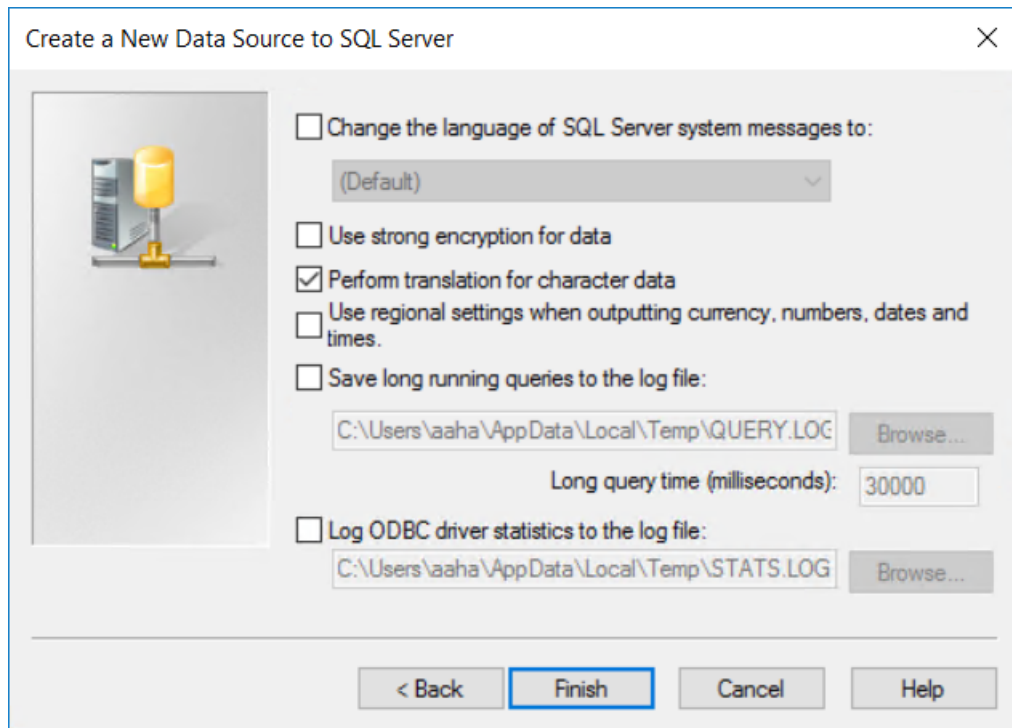 Create a New Data Source to SQL Server
Change the language of SQL Server system messages to:
(Default)
Use strong encryption for data
Perform translation for character data
Use regional settings when outputting currency, numbers, dates and
times.
Save long running queries to the log file:
C:\Users\aaha\AppData\Local\Temp\QUERY.LOG
Browse...
Long query time (milliseconds):
30000
Log ODBC driver statistics to the log file:
C:\Users\aaha\AppData\Local\Temp\STATS.LOG
Browse...
< Back
Finish
Cancel
Help